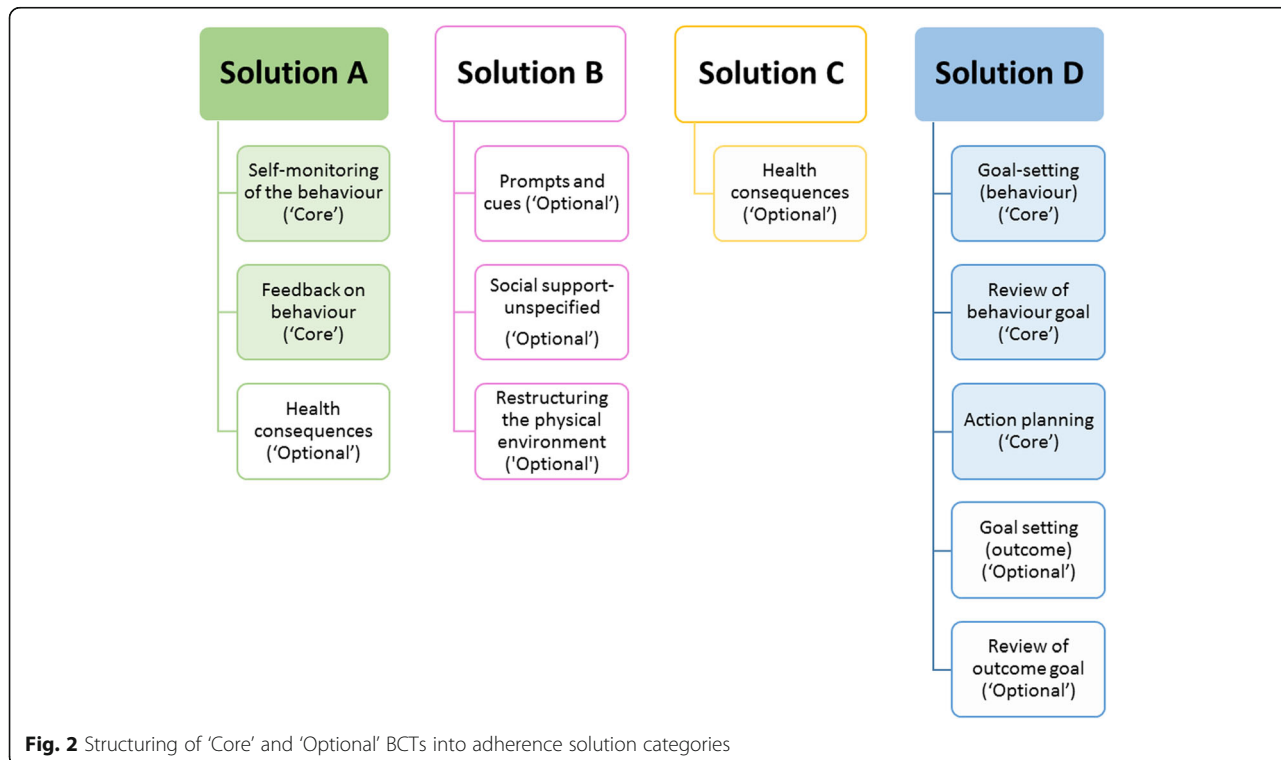 Solution A
Self-monitoring
of the behaviour
(‘Core’)
Feedback on
behaviour
(‘Core’)
Health
consequences
(‘Optional’)
Solution B
Prompts and
cues (‘Optional’)
Social support-
unspecified
(‘Optional’)
Restructuring
the physical
environment
('Optional')
Solution C
Health
consequences
(‘Optional’)
Solution D
Goal-setting
(behaviour)
(‘Core’)
Review of
behaviour goal
(‘Core’)
Action planning
(‘Core’)
Goal setting
(outcome)
(‘Optional’)
Review of
outcome goal
(‘Optional’)
Fig. 2 Structuring of ‘Core’ and ‘Optional’ BCTs into adherence solution categories